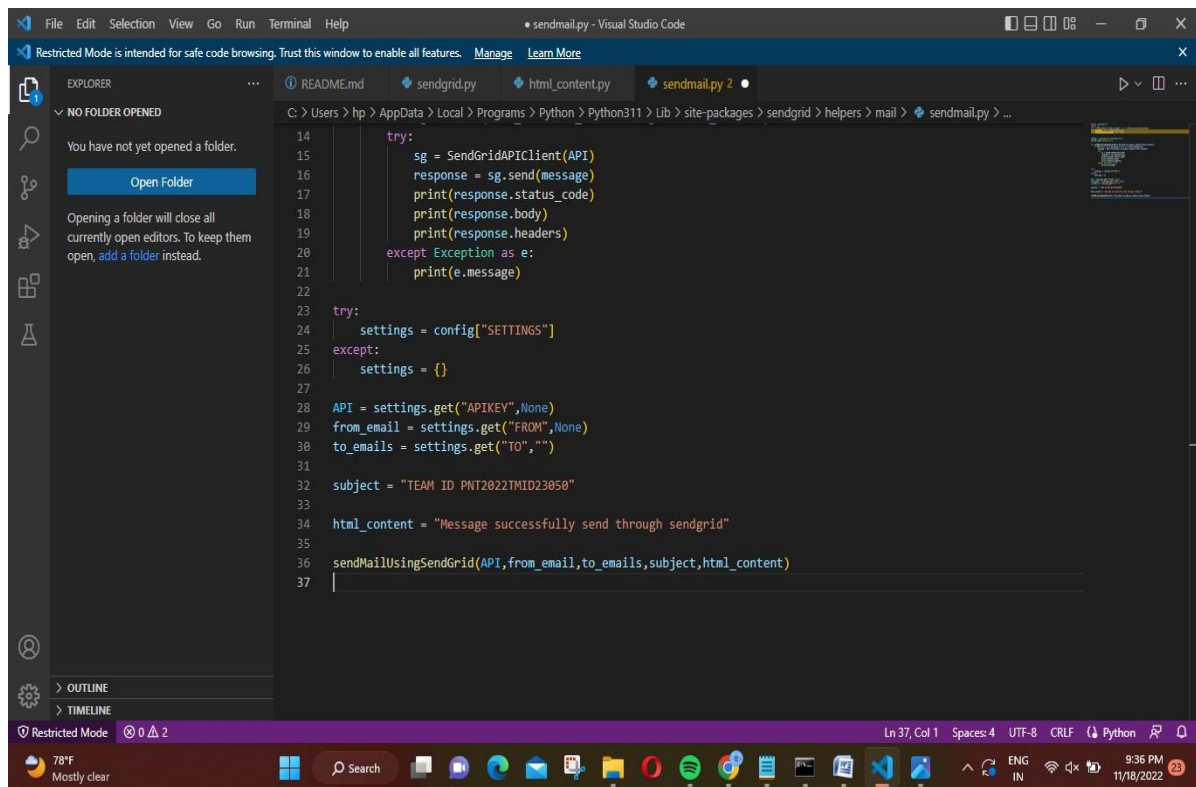 File Edit Selection View Go Run Terminal Help
● sendmail.py - Visual Studio Code
Restricted Mode is intended for safe code browsing. Trust this window to enable all features. Manage Learn More
EXPLORER
NO FOLDER OPENED
You have not yet opened a folder.
Open Folder
Opening a folder will close all
currently open editors. To keep them
open, add a folder instead.
OUTLINE
TIMELINE
README.md sendgrid.py html_content.py sendmail.py 2 ●
C: > Users > hp > AppData > Local > Programs > Python > Python311 > Lib > site-packages > sendgrid > helpers > mail > sendmail.py > ...
14 try:
15 sg = SendGridAPIClient(API)
16 response = sg.send(message)
17 print(response.status_code)
18 print(response.body)
19 print(response.headers)
20 except Exception as e:
21 print(e.message)
22
23 try:
24 settings = config["SETTINGS"]
25 except:
26 settings = {}
27
28 API = settings.get("APIKEY",None)
29 from_email = settings.get("FROM",None)
30 to_emails = settings.get("TO","")
31
32 subject = "TEAM ID PNT2022TMID23050"
33
34 html_content = "Message successfully send through sendgrid"
35
36 sendMailUsingSendGrid(API,from_email,to_emails,subject,html_content)
37
Restricted Mode 0 2
Ln 37, Col 1 Spaces: 4 UTF-8 CRLF Python
78°F
Mostly clear
Search
ENG
IN
9:36 PM
11/18/2022
23
1